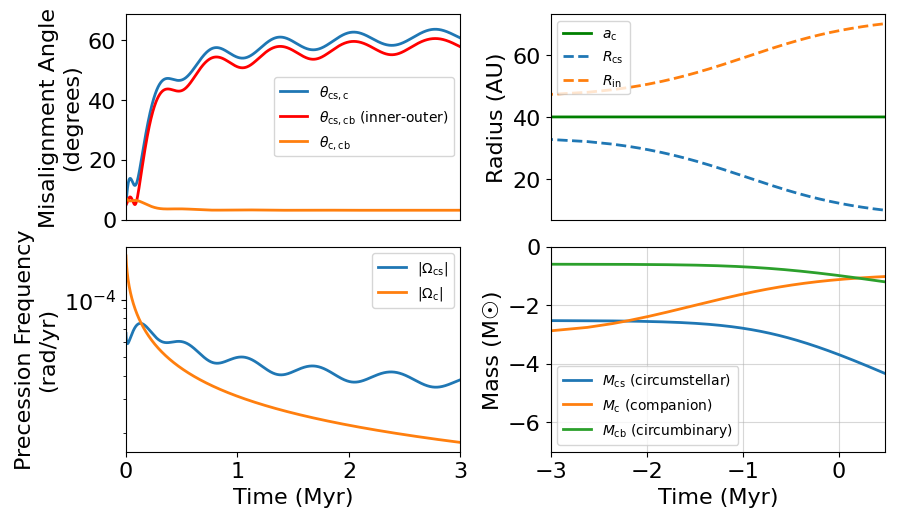 Misalignment Angle
(degrees)
60
40
20
0
θcs,c
θcs,cb (inner-outer)
θc,cb
Radius (AU)
60
40
20
ac
Rcs
Rin
Precession Frequency
(rad/yr)
10⁻⁴
|Ωcs|
|Ωc|
0 1 2 3
Time (Myr)
Mass (M☉)
0
−2
−4
−6
Mcs (circumstellar)
Mc (companion)
Mcb (circumbinary)
−3 −2 −1 0
Time (Myr)